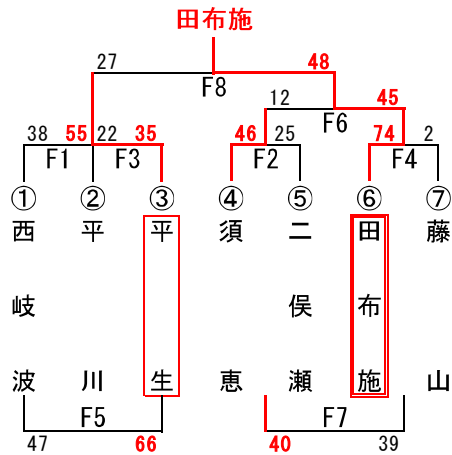 田布施
27 48
F8
12 45
F6
38 55 22 35 46 25 74 2
F1 F3 F2 F4
① ② ③ ④ ⑤ ⑥ ⑦
西岐波
平川
平生
須恵
二俣瀬
田布施
藤山
F5 F7
47 66 40 39